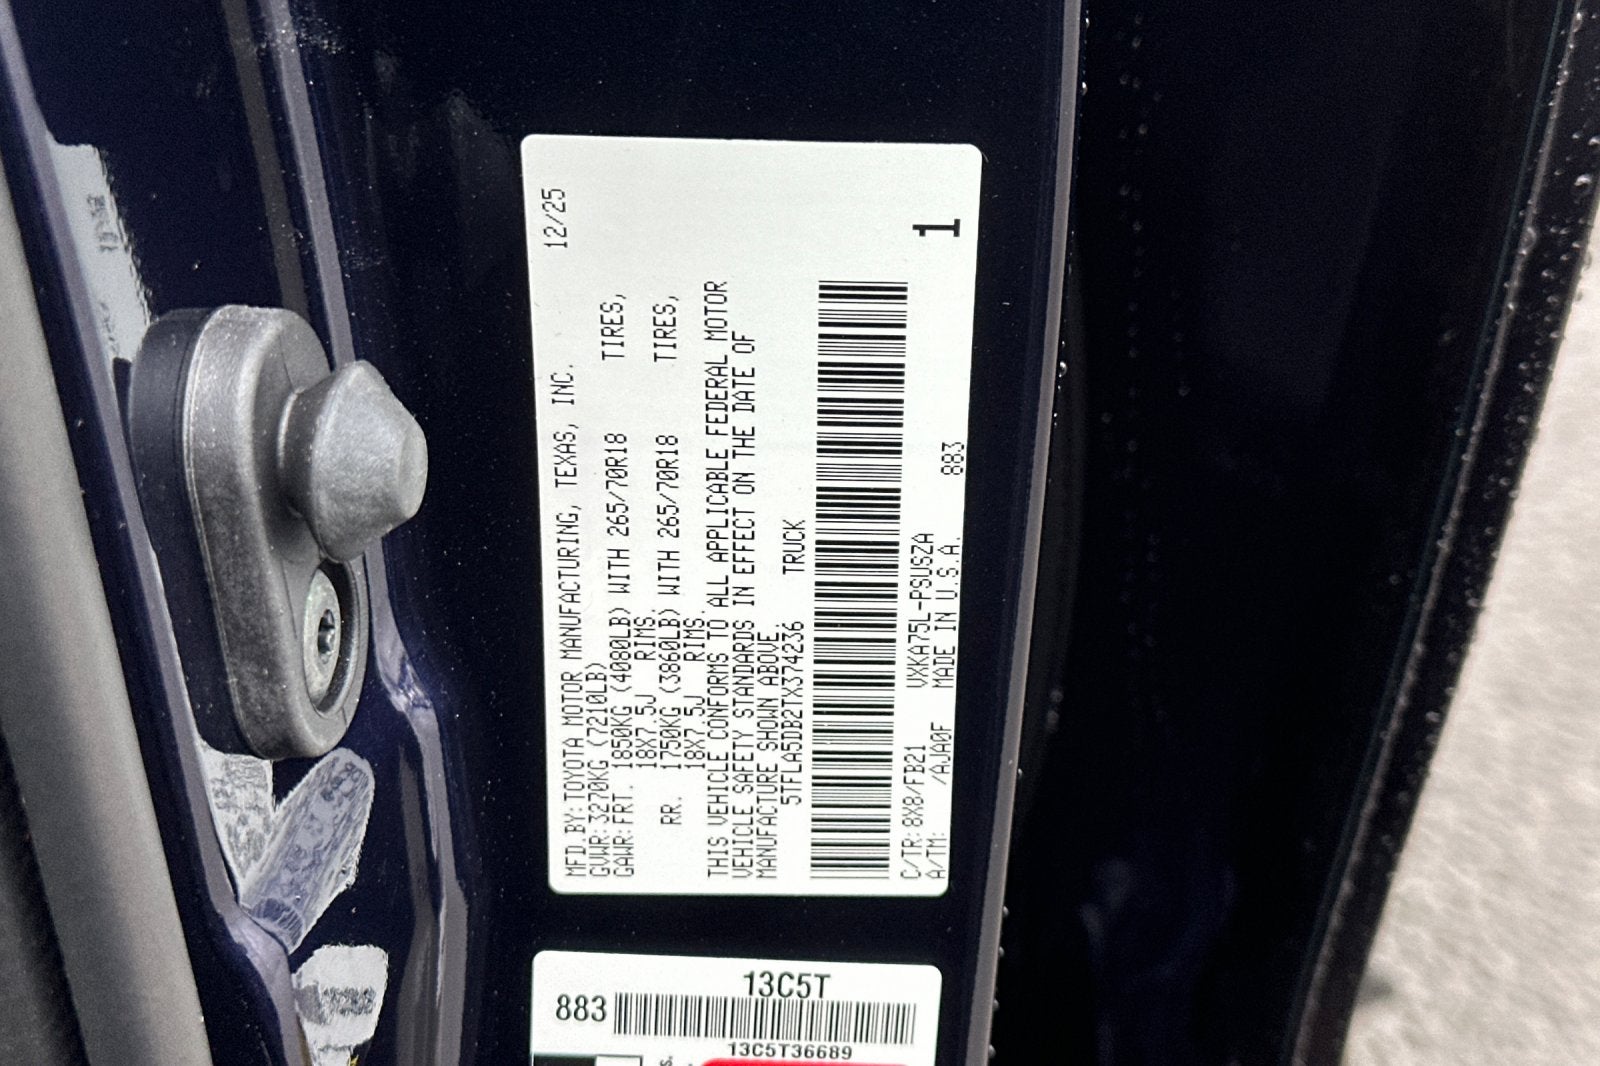 12/25
MFD.BY:TOYOTA MOTOR MANUFACTURING, TEXAS, INC.
GVWR:3270KG (7210LB)
GAWR:FRT. 1850KG (4080LB) WITH 265/70R18 TIRES,
18X7.5J RIMS.
RR. 1750KG (3860LB) WITH 265/70R18 TIRES,
18X7.5J RIMS.
THIS VEHICLE CONFORMS TO ALL APPLICABLE FEDERAL MOTOR
VEHICLE SAFETY STANDARDS IN EFFECT ON THE DATE OF
MANUFACTURE SHOWN ABOVE.
5TFLA5DB2TX374236 TRUCK
1
C/TR:8X8/FB21 VXKA75L-PSUSZA
A/TM: /AJA0F MADE IN U.S.A. 883
13C5T
883
13C5T36689